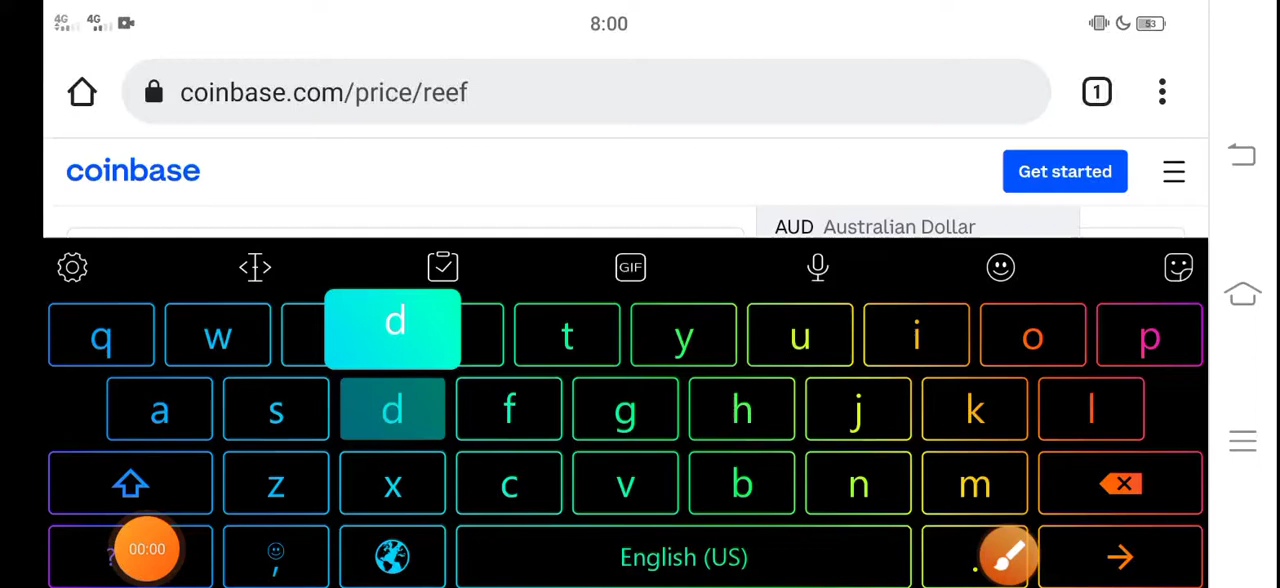 4G 4G 8:00 53
coinbase.com/price/reef 1
coinbase Get started
AUD Australian Dollar
GIF
q w d t y u i o p
a s d f g h j k l
z x c v b n m
00:00 , English (US) .